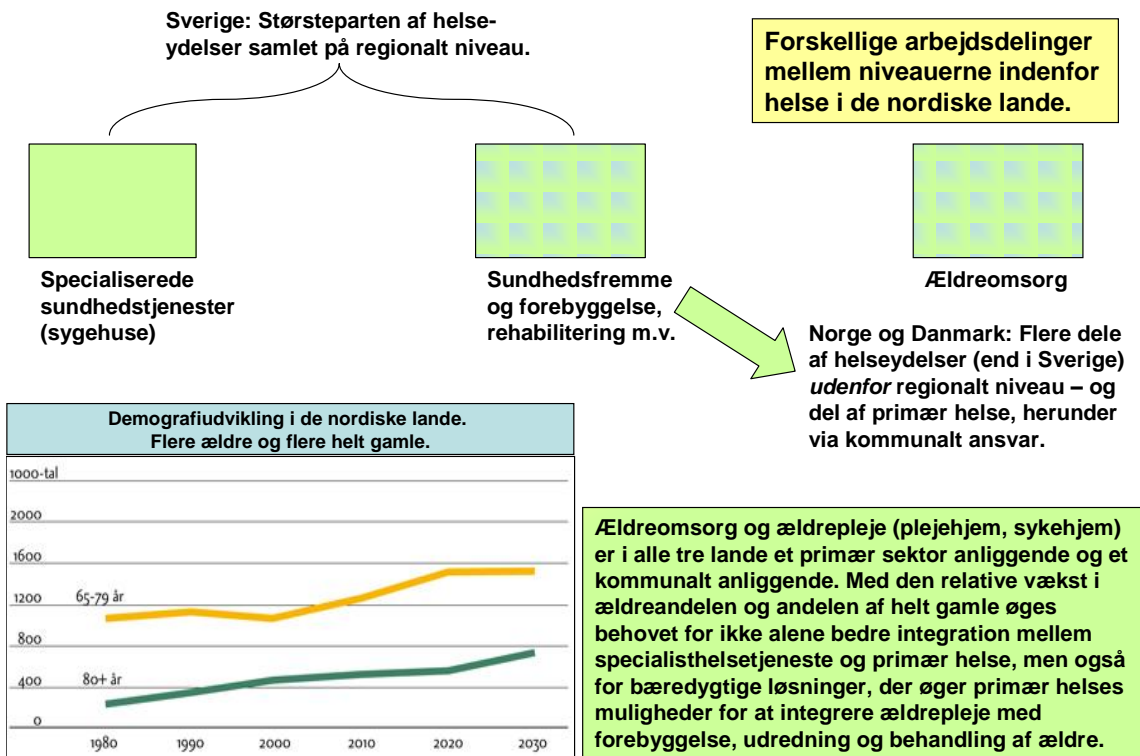 Sverige: Størsteparten af helse-
ydelser samlet på regionalt niveau.
Forskellige arbejdsdelinger
mellem niveauerne indenfor
helse i de nordiske lande.
Specialiserede
sundhedstjenester
(sygehuse)
Sundhedsfremme
og forebyggelse,
rehabilitering m.v.
Ældreomsorg
Norge og Danmark: Flere dele
af helseydelser (end i Sverige)
udenfor regionalt niveau – og
del af primær helse, herunder
via kommunalt ansvar.
Demografiudvikling i de nordiske lande.
Flere ældre og flere helt gamle.
1000-tal
2000
1600
1200
800
400
0
65-79 år
80+ år
1980 1990 2000 2010 2020 2030
Ældreomsorg og ældrepleje (plejehjem, sykehjem)
er i alle tre lande et primær sektor anliggende og et
kommunalt anliggende. Med den relative vækst i
ældreandelen og andelen af helt gamle øges
behovet for ikke alene bedre integration mellem
specialisthelsetjeneste og primær helse, men også
for bæredygtige løsninger, der øger primær helses
muligheder for at integrere ældrepleje med
forebyggelse, udredning og behandling af ældre.